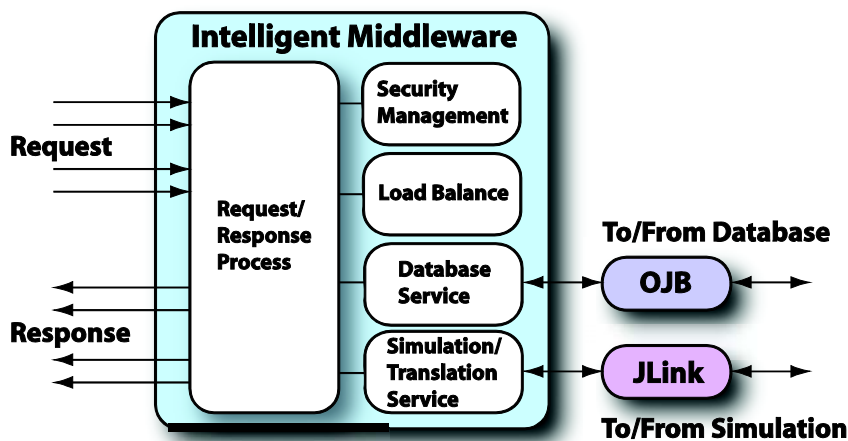 Intelligent Middleware
Security
Management
Request
Load Balance
Request/
Response
Process
To/From Database
Database
Service
OJB
Response
Simulation/
Translation
Service
JLink
To/From Simulation